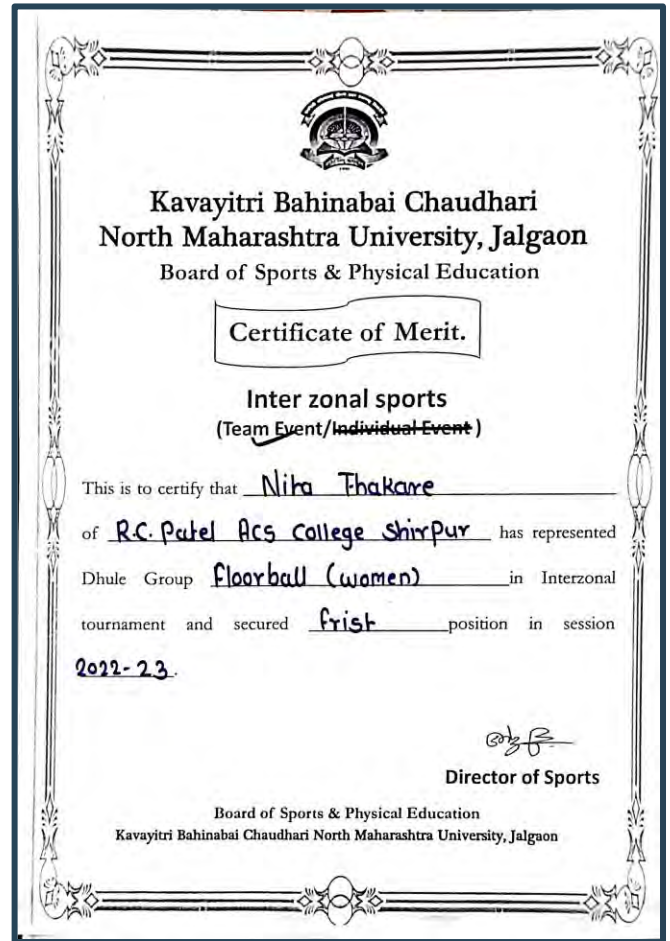 Kavayitri Bahinabai Chaudhari
North Maharashtra University, Jalgaon
Board of Sports & Physical Education
Certificate of Merit.
Inter zonal sports
(Team Event/Individual Event)
This is to certify that Niha Thakare
of R.C. Patel Acs College Shirpur has represented
Dhule Group Floorball (women) in Interzonal
tournament and secured frist position in session
2022-23.
Director of Sports
Board of Sports & Physical Education
Kavayitri Bahinabai Chaudhari North Maharashtra University, Jalgaon